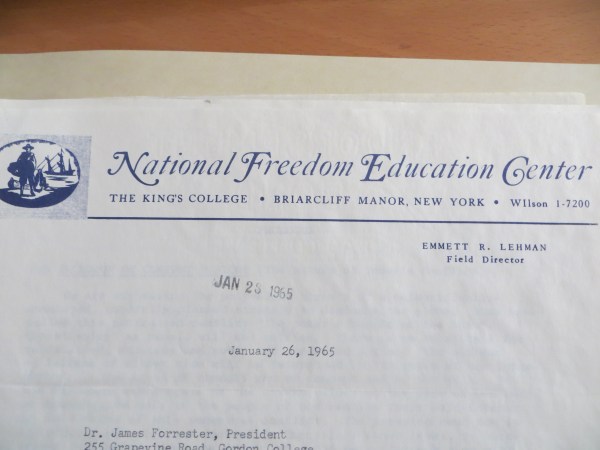 National Freedom Education Center
THE KING'S COLLEGE • BRIARCLIFF MANOR, NEW YORK • WIlson 1-7200
EMMETT R. LEHMAN
Field Director
JAN 28 1965
January 26, 1965
Dr. James Forrester, President
255 Grapevine Road, Gordon College